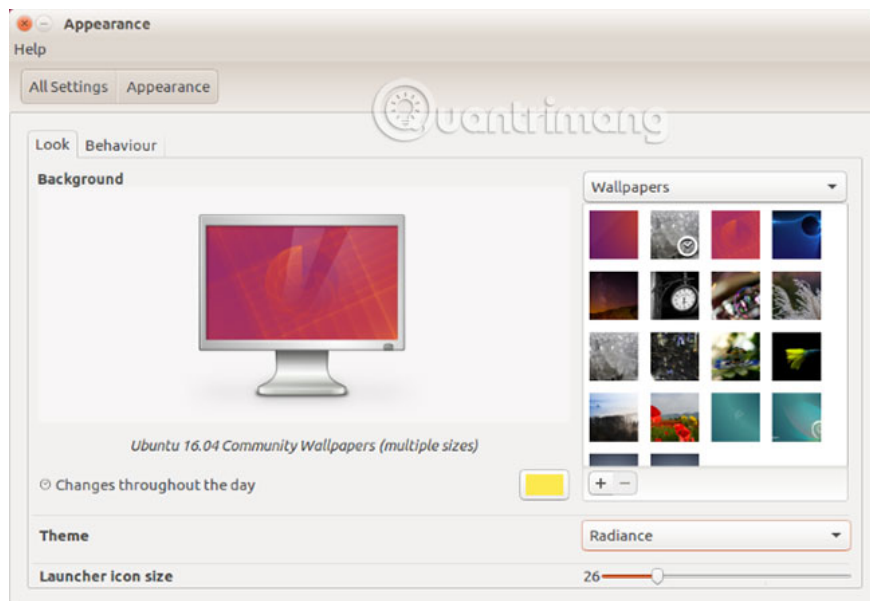 Appearance
Help
All Settings Appearance
Quantrimang
Look Behaviour
Background
Wallpapers
Ubuntu 16.04 Community Wallpapers (multiple sizes)
Changes throughout the day
+ −
Theme
Radiance
Launcher icon size
26